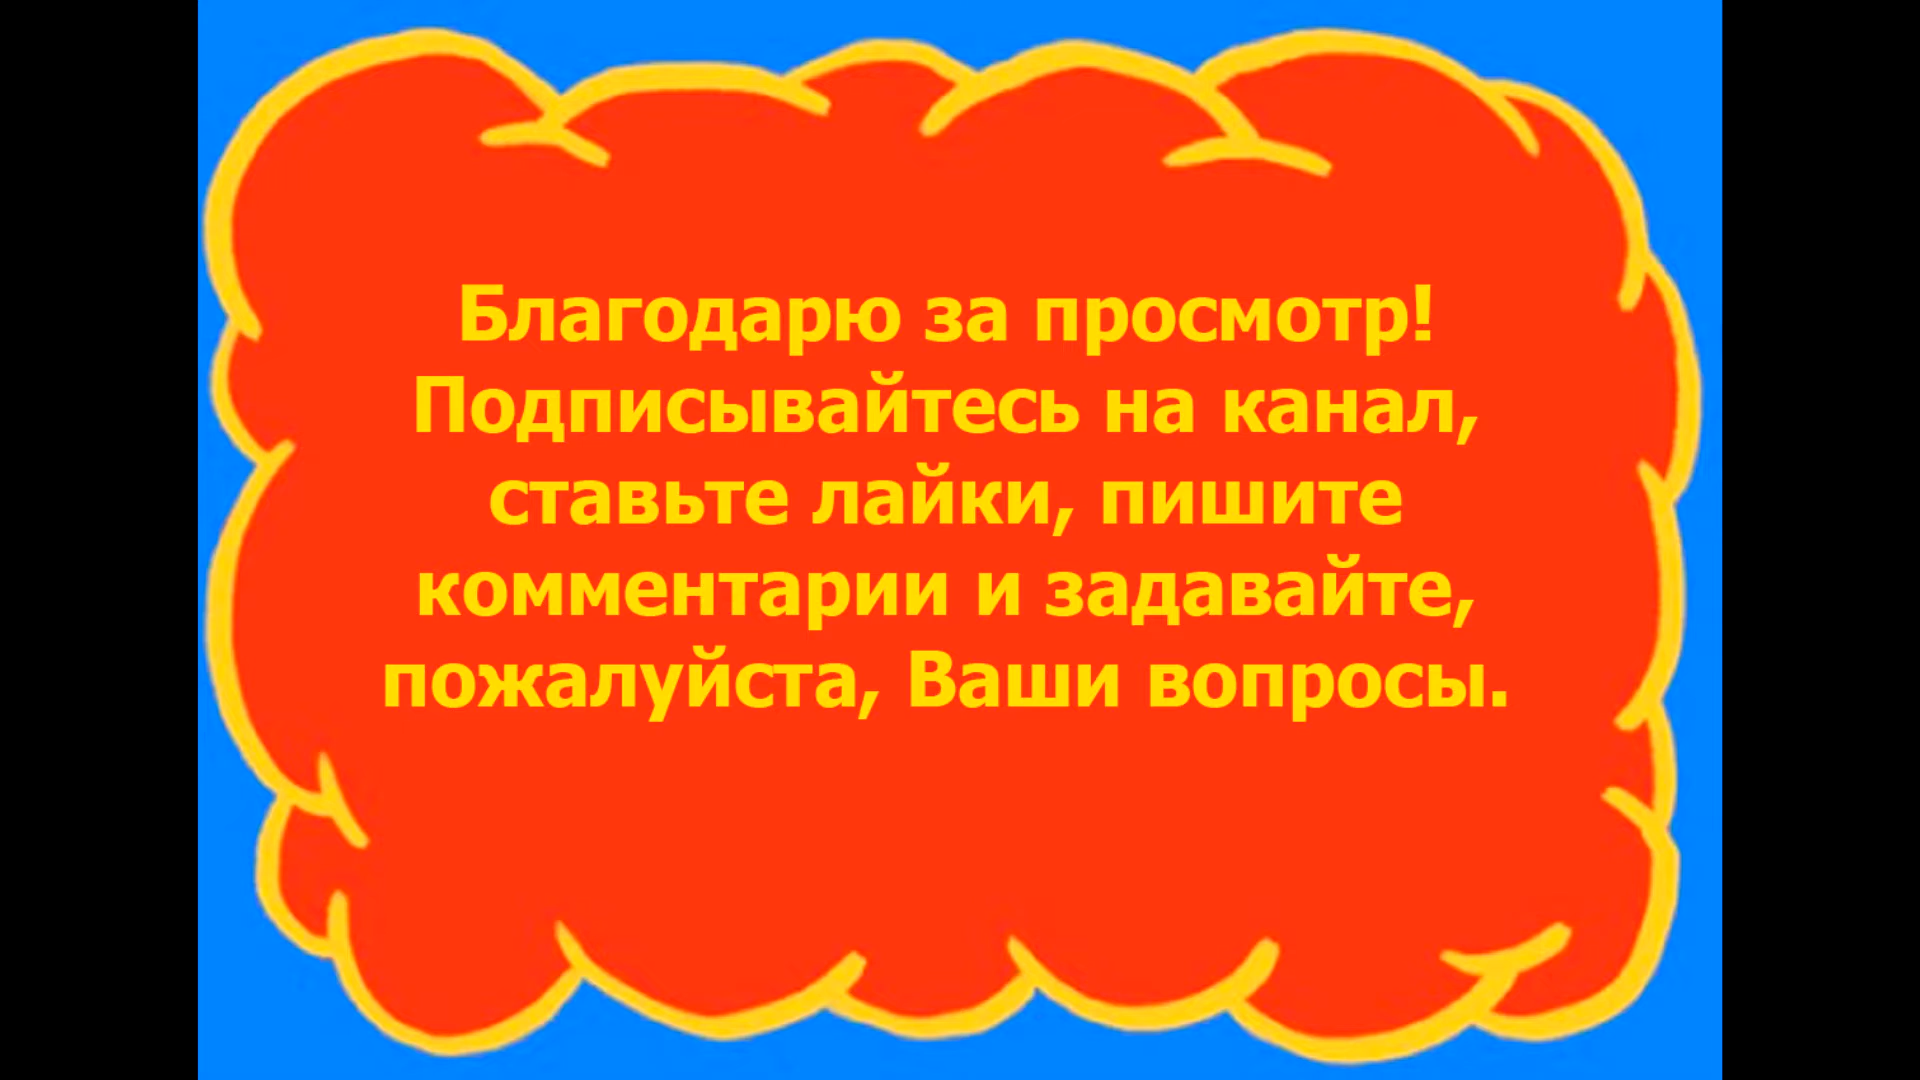 Благодарю за просмотр!
Подписывайтесь на канал,
ставьте лайки, пишите
комментарии и задавайте,
пожалуйста, Ваши вопросы.